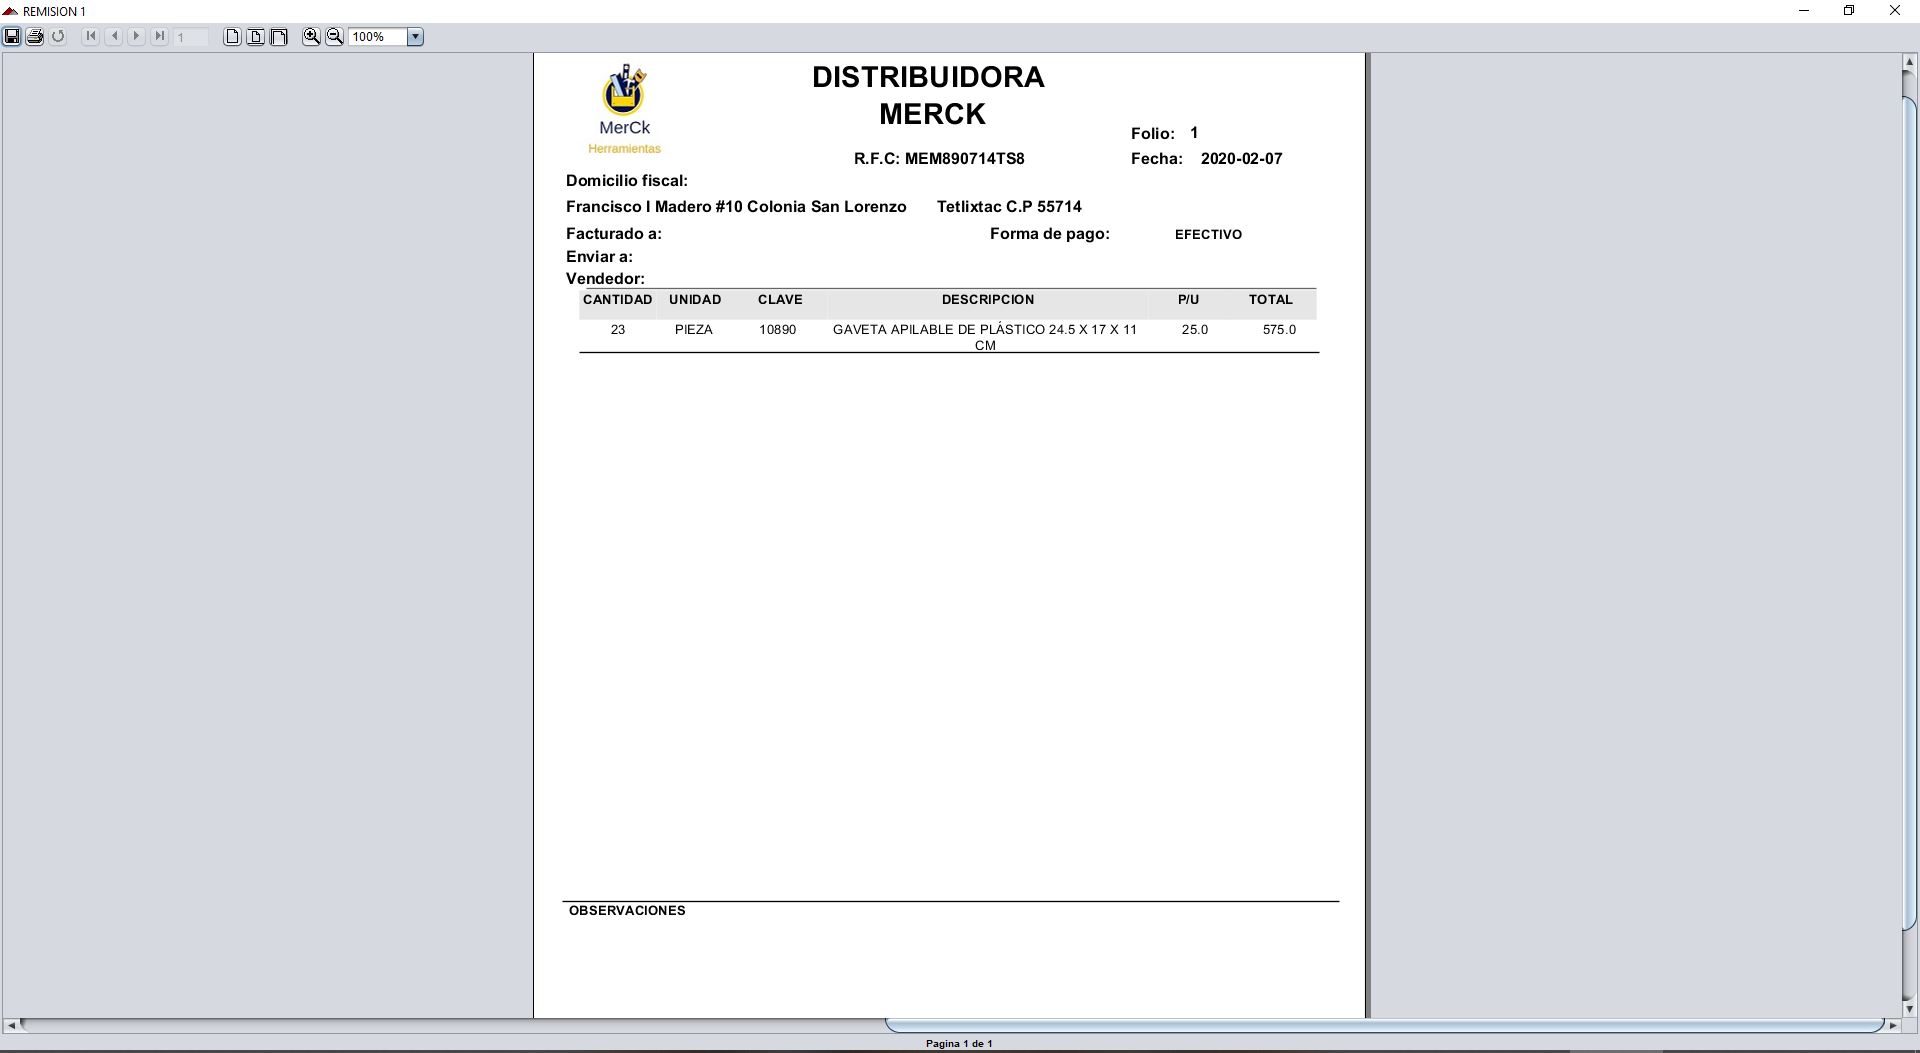 REMISION 1
1
100%
DISTRIBUIDORA
MERCK
MerCk
Herramientas
Folio: 1
R.F.C: MEM890714TS8
Fecha: 2020-02-07
Domicilio fiscal:
Francisco I Madero #10 Colonia San Lorenzo Tetlixtac C.P 55714
Facturado a: Forma de pago: EFECTIVO
Enviar a:
Vendedor:
CANTIDAD UNIDAD CLAVE DESCRIPCION P/U TOTAL
23 PIEZA 10890 GAVETA APILABLE DE PLÁSTICO 24.5 X 17 X 11 25.0 575.0
CM
OBSERVACIONES
Pagina 1 de 1